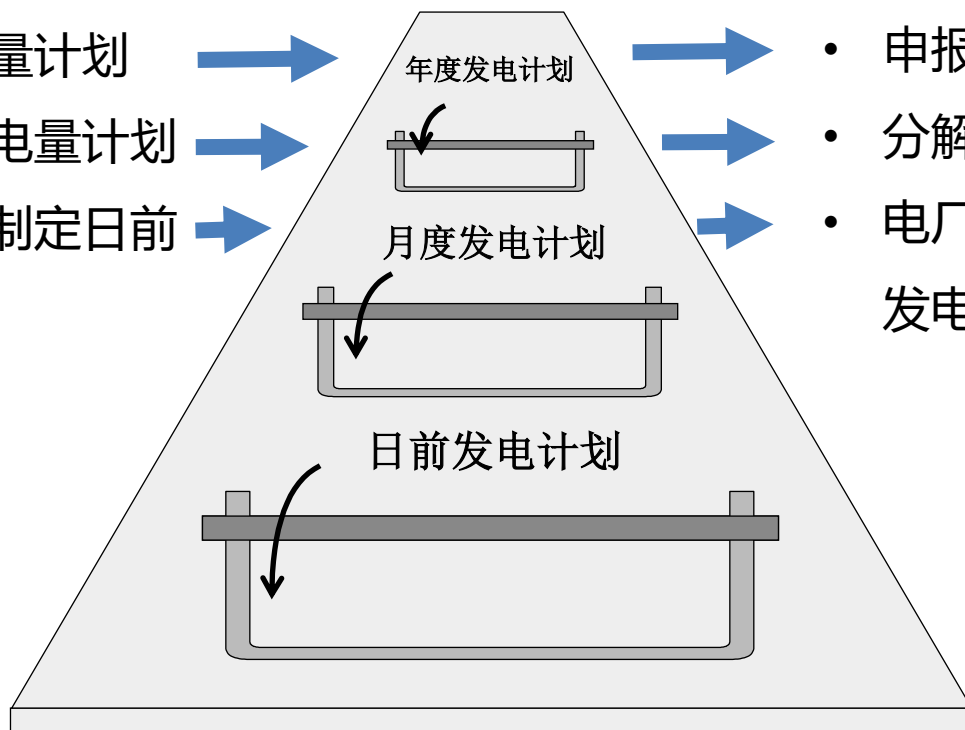 量计划
电量计划
制定日前
年度发电计划
月度发电计划
日前发电计划
• 申报
• 分解
• 电厂
发电